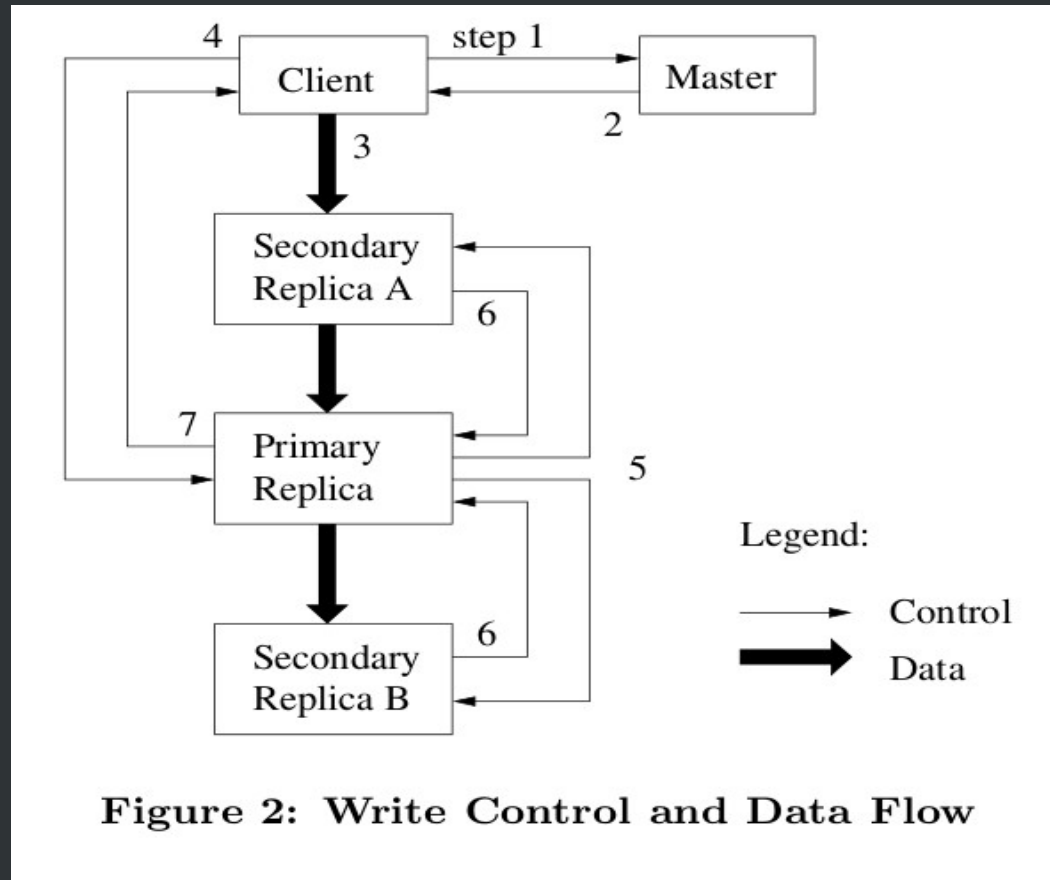 4
step 1
Client
Master
2
3
Secondary
Replica A
6
7
Primary
Replica
5
Legend:
Control
Data
6
Secondary
Replica B
Figure 2: Write Control and Data Flow